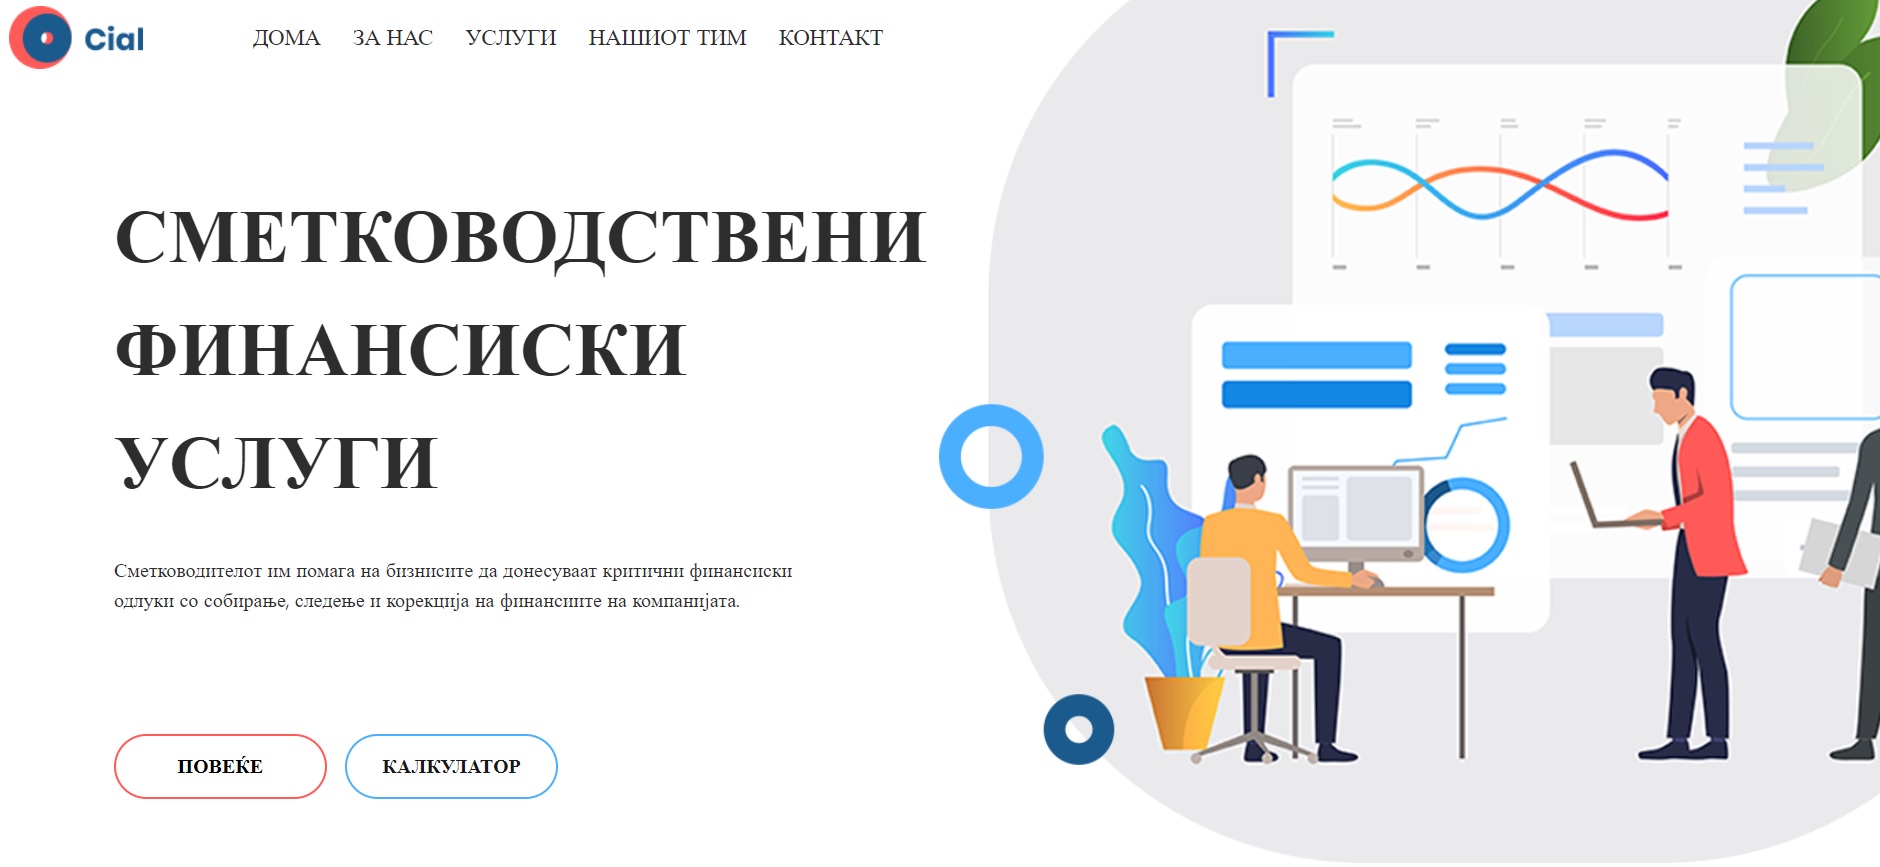 Cial
ДОМА ЗА НАС УСЛУГИ НАШИОТ ТИМ КОНТАКТ
СМЕТКОВОДСТВЕНИ
ФИНАНСИСКИ
УСЛУГИ
Сметководителот им помага на бизнисите да донесуваат критични финансиски
одлуки со собирање, следење и корекција на финансиите на компанијата.
ПОВЕЌЕ КАЛКУЛАТОР